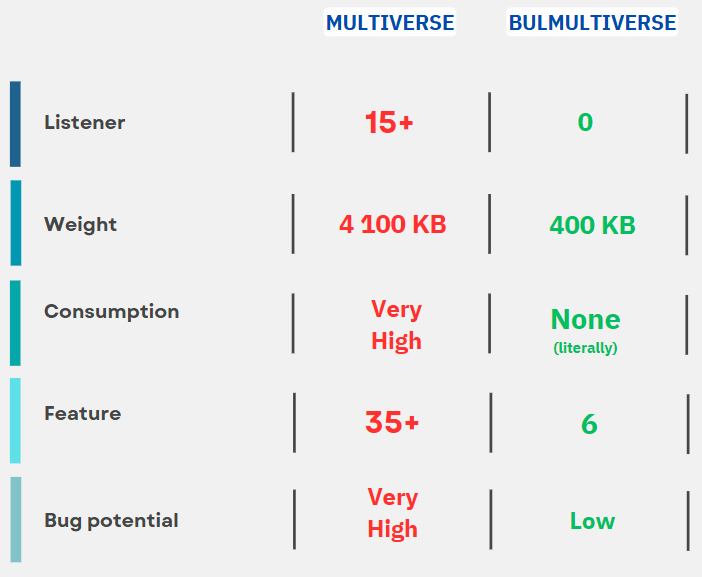 MULTIVERSE BULMULTIVERSE
Listener 15+ 0
Weight 4 100 KB 400 KB
Consumption Very High None (literally)
Feature 35+ 6
Bug potential Very High Low